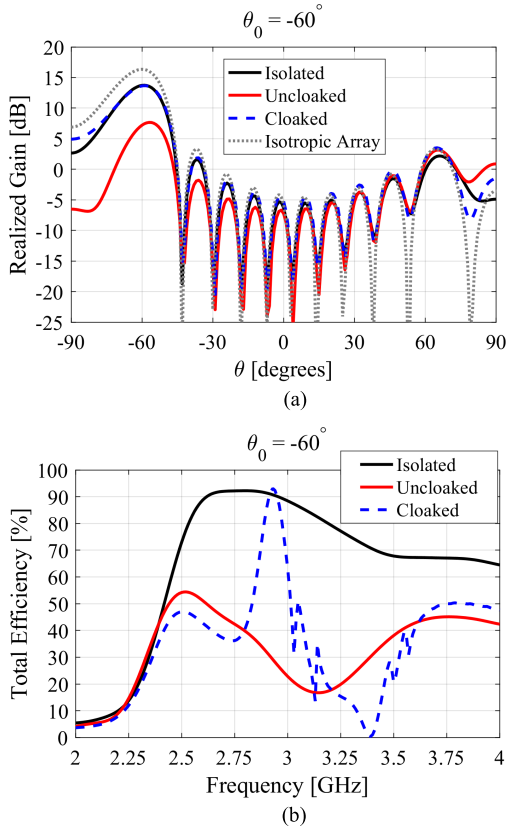 θ0 = -60°
20
15
10
5
0
-5
-10
-15
-20
-25
Realized Gain [dB]
Isolated
Uncloaked
Cloaked
Isotropic Array
-90 -60 -30 0 30 60 90
θ [degrees]
(a)
θ0 = -60°
100
90
80
70
60
50
40
30
20
10
0
Total Efficiency [%]
Isolated
Uncloaked
Cloaked
2 2.25 2.5 2.75 3 3.25 3.5 3.75 4
Frequency [GHz]
(b)